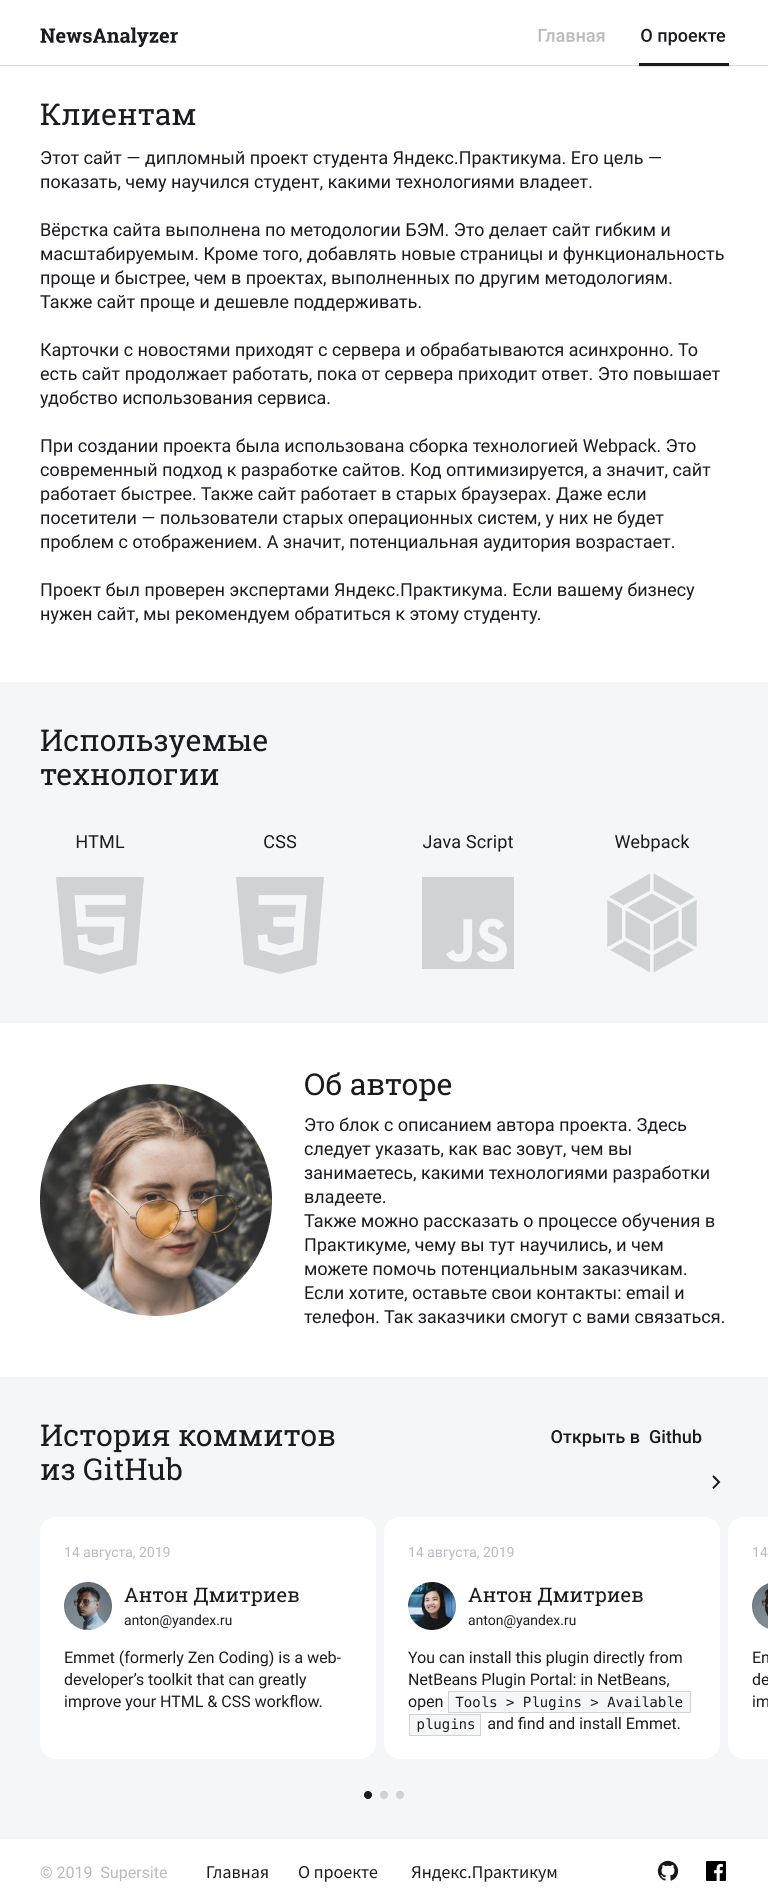 NewsAnalyzer
Главная
О проекте
Клиентам
Этот сайт — дипломный проект студента Яндекс.Практикума. Его цель —
показать, чему научился студент, какими технологиями владеет.
Вёрстка сайта выполнена по методологии БЭМ. Это делает сайт гибким и
масштабируемым. Кроме того, добавлять новые страницы и функциональность
проще и быстрее, чем в проектах, выполненных по другим методологиям.
Также сайт проще и дешевле поддерживать.
Карточки с новостями приходят с сервера и обрабатываются асинхронно. То
есть сайт продолжает работать, пока от сервера приходит ответ. Это повышает
удобство использования сервиса.
При создании проекта была использована сборка технологией Webpack. Это
современный подход к разработке сайтов. Код оптимизируется, а значит, сайт
работает быстрее. Также сайт работает в старых браузерах. Даже если
посетители — пользователи старых операционных систем, у них не будет
проблем с отображением. А значит, потенциальная аудитория возрастает.
Проект был проверен экспертами Яндекс.Практикума. Если вашему бизнесу
нужен сайт, мы рекомендуем обратиться к этому студенту.
Используемые
технологии
HTML
CSS
Java Script
Webpack
5
3
JS
Об авторе
Это блок с описанием автора проекта. Здесь
следует указать, как вас зовут, чем вы
занимаетесь, какими технологиями разработки
владеете.
Также можно рассказать о процессе обучения в
Практикуме, чему вы тут научились, и чем
можете помочь потенциальным заказчикам.
Если хотите, оставьте свои контакты: email и
телефон. Так заказчики смогут с вами связаться.
История коммитов
из GitHub
Открыть в Github
14 августа, 2019
Антон Дмитриев
anton@yandex.ru
Emmet (formerly Zen Coding) is a web-
developer’s toolkit that can greatly
improve your HTML & CSS workflow.
14 августа, 2019
Антон Дмитриев
anton@yandex.ru
You can install this plugin directly from
NetBeans Plugin Portal: in NetBeans,
open Tools > Plugins > Available
plugins and find and install Emmet.
14
© 2019 Supersite
Главная
О проекте
Яндекс.Практикум